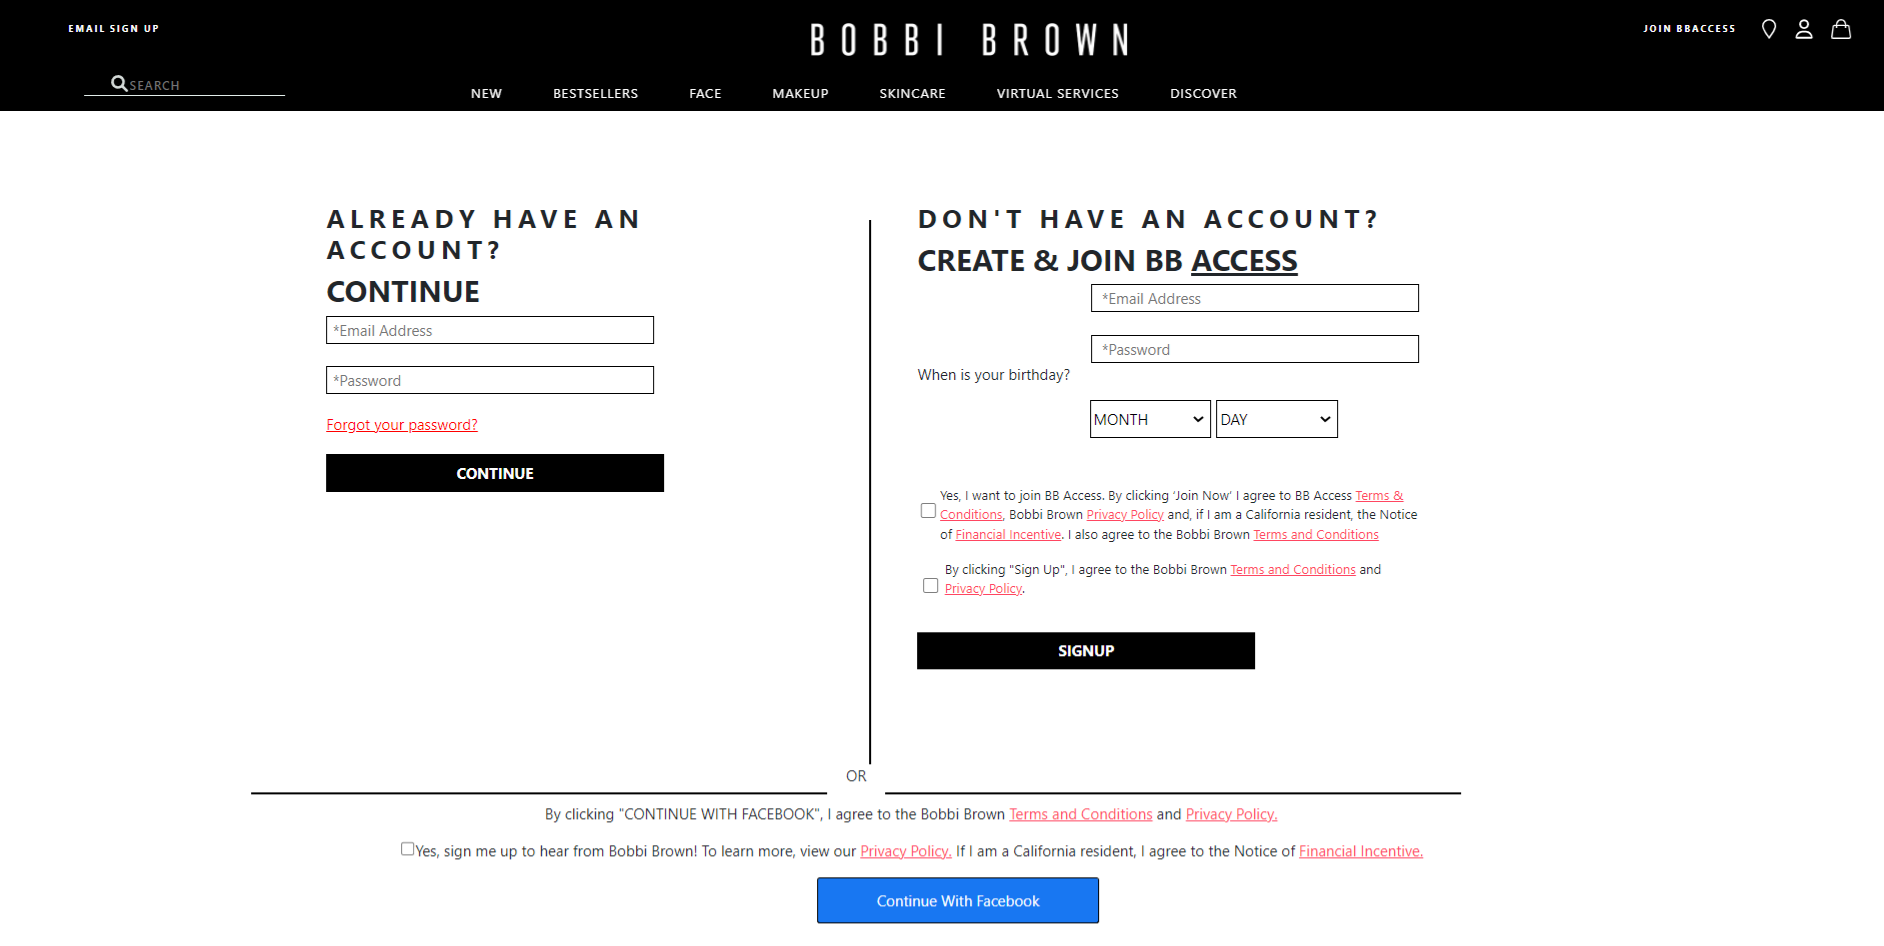 EMAIL SIGN UP
BOBBI BROWN
JOIN BBACCESS
SEARCH
NEW BESTSELLERS FACE MAKEUP SKINCARE VIRTUAL SERVICES DISCOVER
ALREADY HAVE AN
ACCOUNT?
CONTINUE
*Email Address
*Password
Forgot your password?
CONTINUE
DON'T HAVE AN ACCOUNT?
CREATE & JOIN BB ACCESS
*Email Address
*Password
When is your birthday?
MONTH DAY
Yes, I want to join BB Access. By clicking ‘Join Now’ I agree to BB Access Terms &
Conditions, Bobbi Brown Privacy Policy and, if I am a California resident, the Notice
of Financial Incentive. I also agree to the Bobbi Brown Terms and Conditions
By clicking "Sign Up", I agree to the Bobbi Brown Terms and Conditions and
Privacy Policy.
SIGNUP
OR
By clicking "CONTINUE WITH FACEBOOK", I agree to the Bobbi Brown Terms and Conditions and Privacy Policy.
Yes, sign me up to hear from Bobbi Brown! To learn more, view our Privacy Policy. If I am a California resident, I agree to the Notice of Financial Incentive.
Continue With Facebook